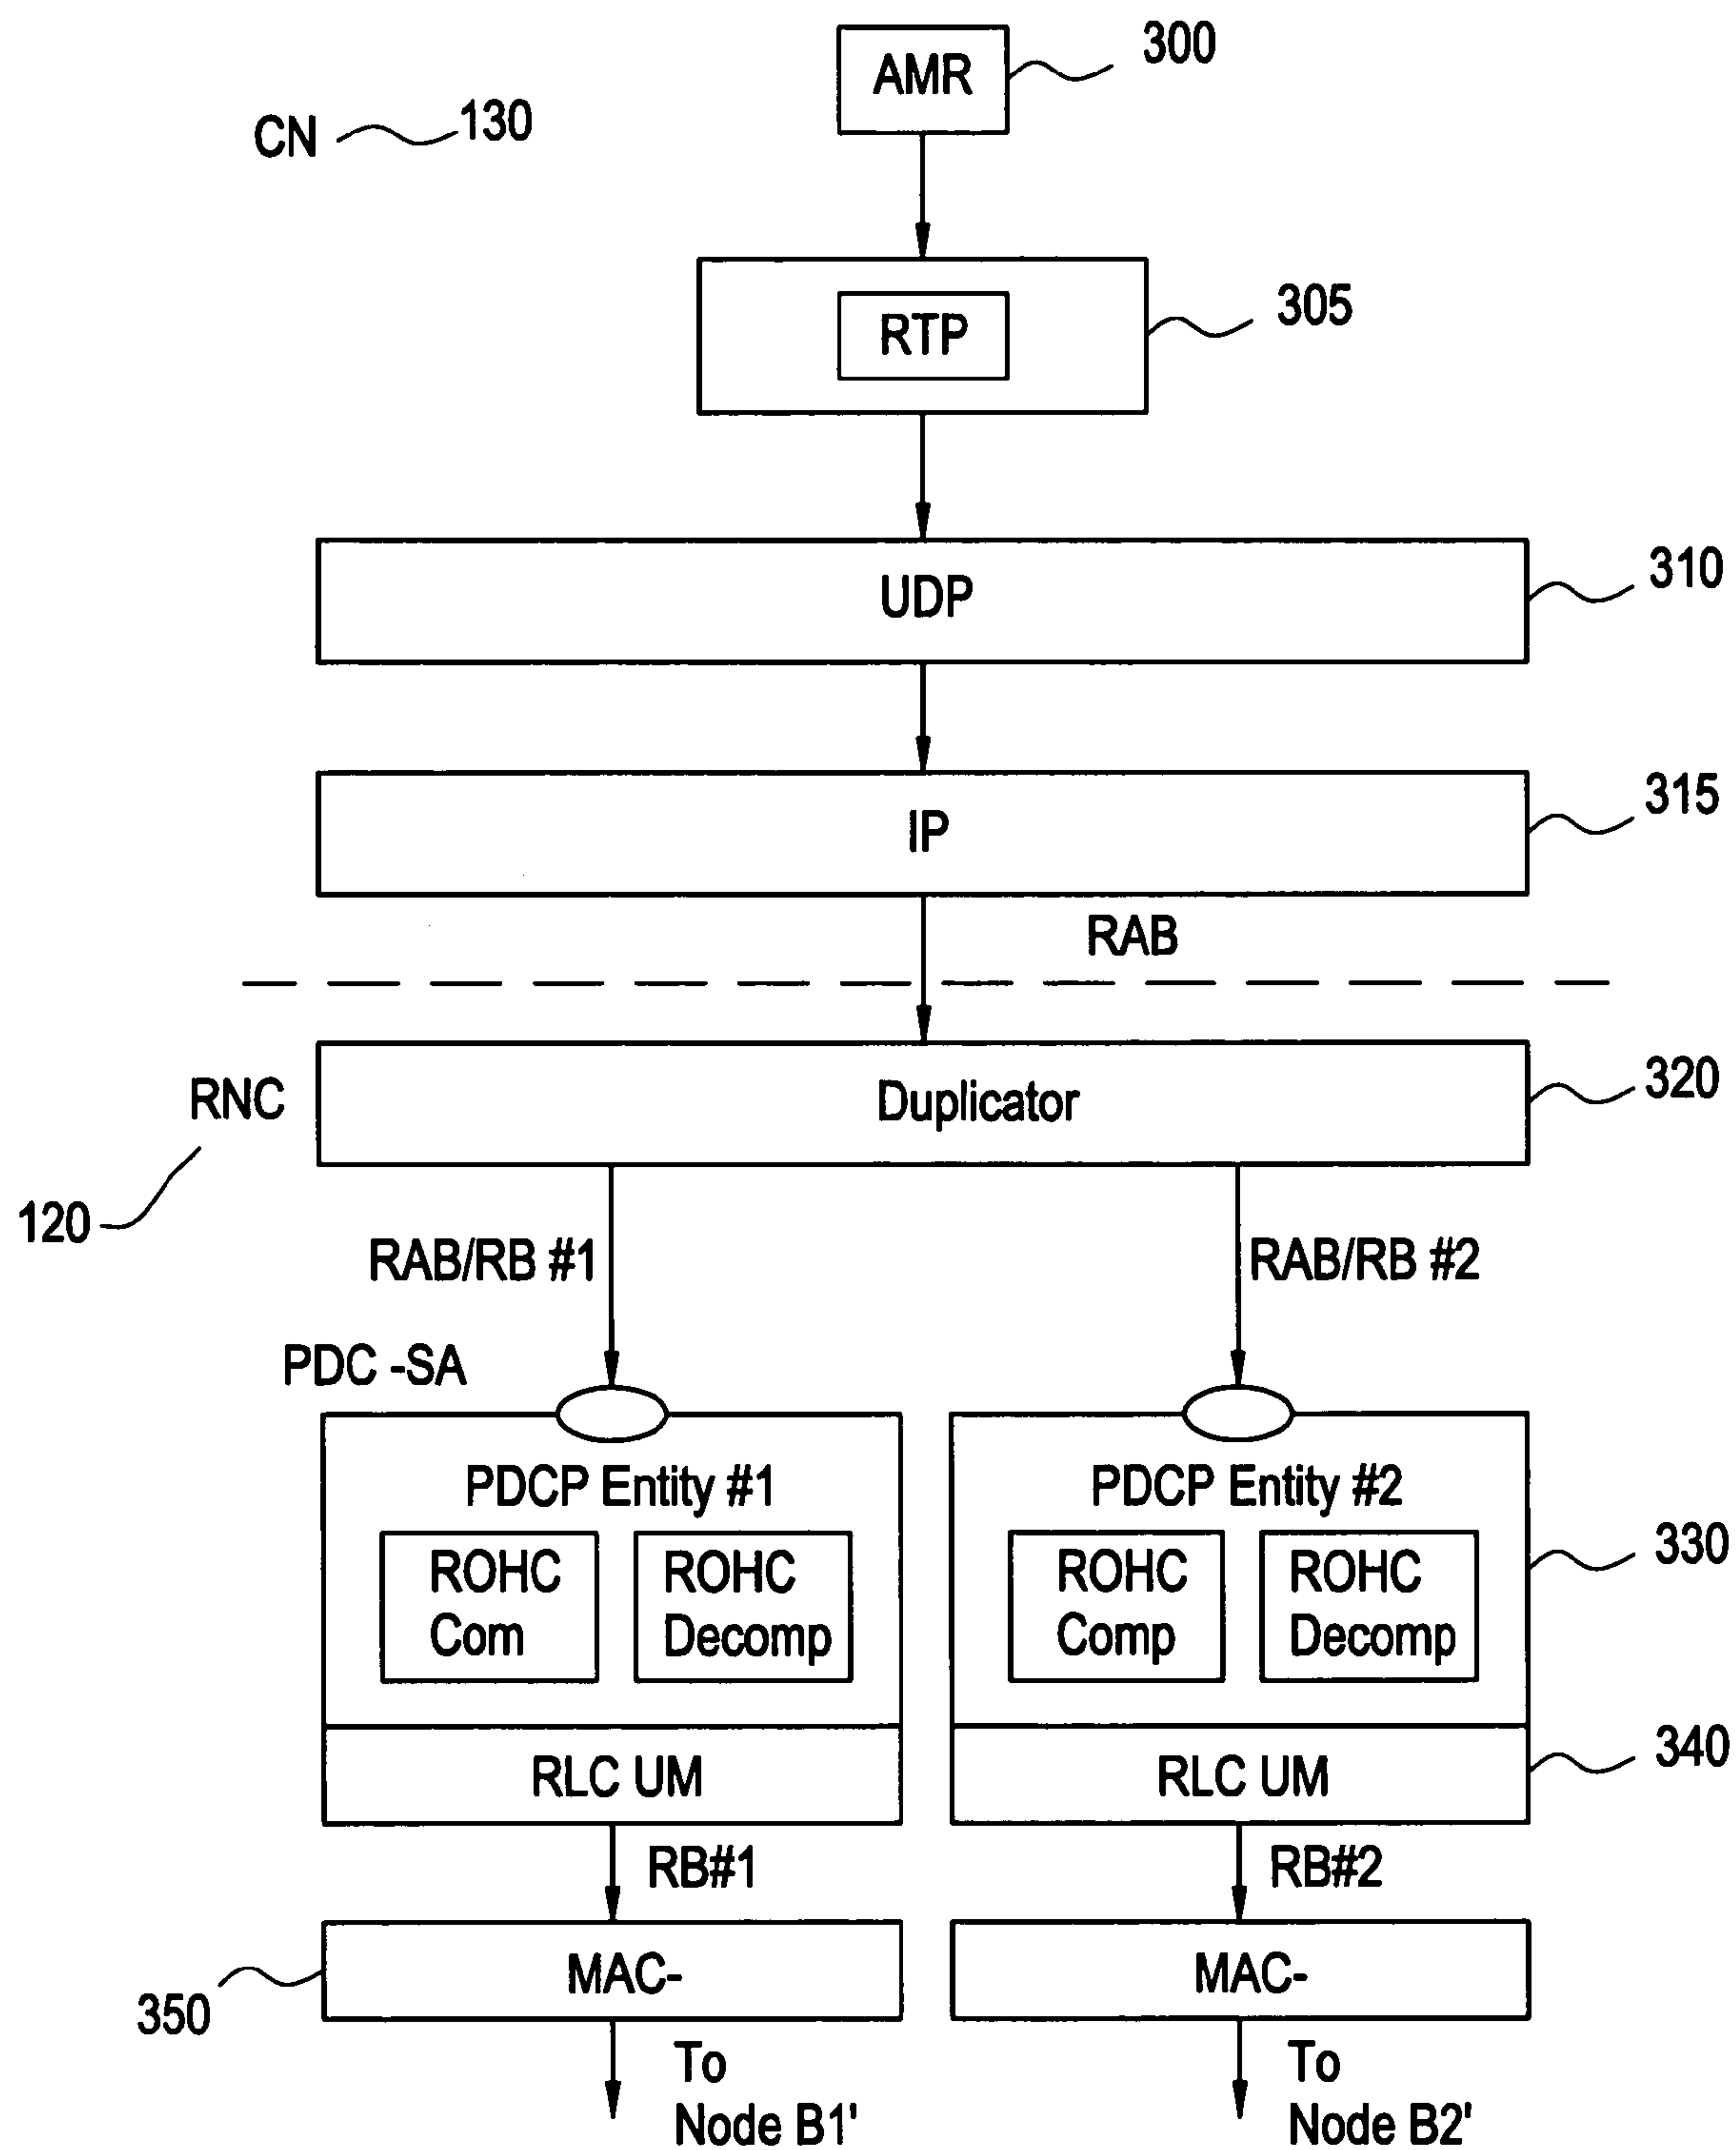 AMR
300
CN
130
RTP
305
UDP
310
IP
315
RAB
RNC
Duplicator
320
120
RAB/RB #1
RAB/RB #2
PDC -SA
PDCP Entity #1
PDCP Entity #2
ROHC
Com
ROHC
Decomp
ROHC
Comp
ROHC
Decomp
330
RLC UM
RLC UM
340
RB#1
RB#2
MAC-
MAC-
350
To
Node B1'
To
Node B2'